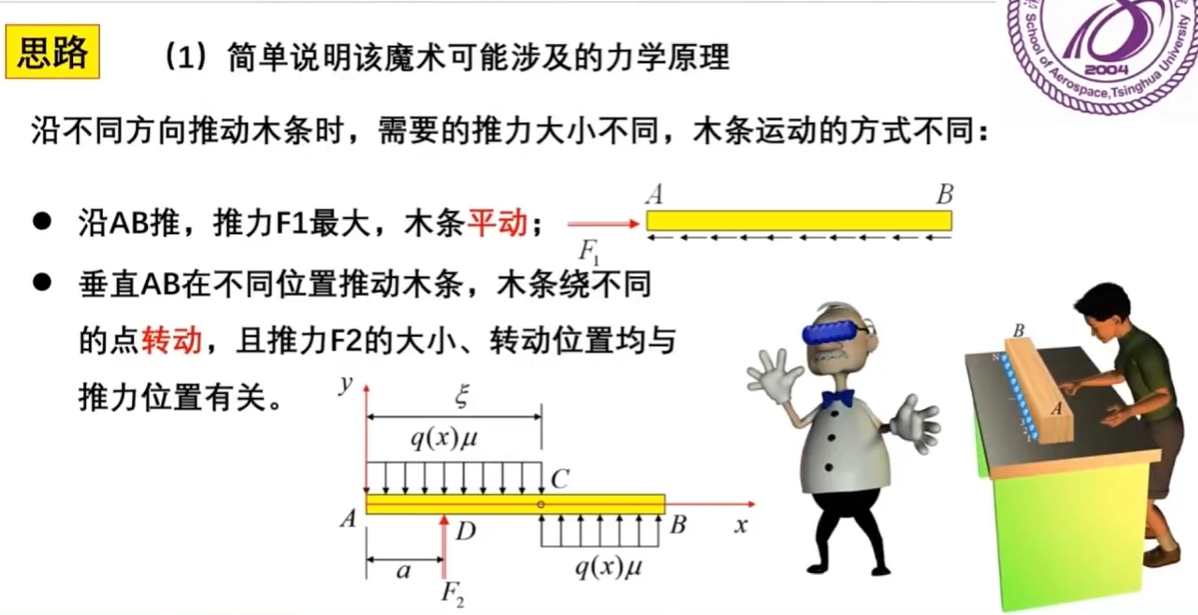 思路
（1）简单说明该魔术可能涉及的力学原理
School of Aerospace, Tsinghua University
2004
沿不同方向推动木条时，需要的推力大小不同，木条运动的方式不同：
● 沿AB推，推力F1最大，木条平动；
A B
F₁
● 垂直AB在不同位置推动木条，木条绕不同
的点转动，且推力F2的大小、转动位置均与
推力位置有关。
y
ξ
q(x)μ
C
A D B x
a
F₂
q(x)μ
B
N
A
3
2
1